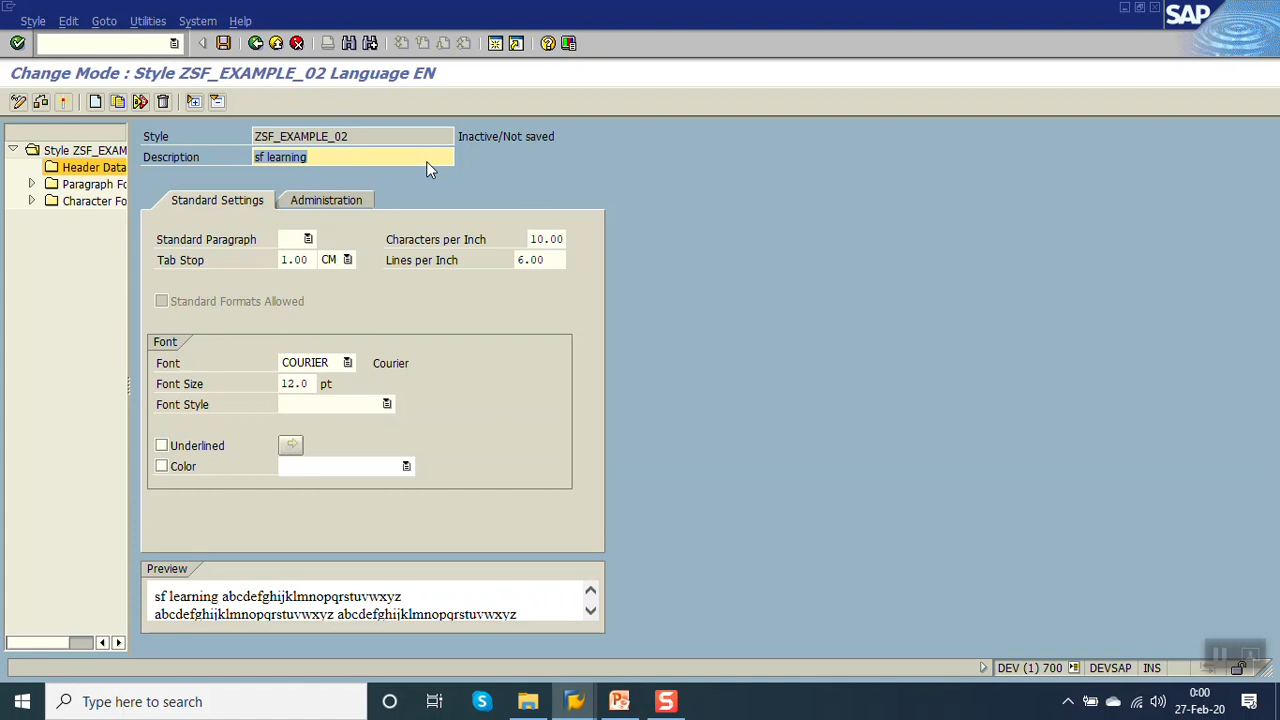 Style Edit Goto Utilities System Help
SAP
Change Mode : Style ZSF_EXAMPLE_02 Language EN
Style ZSF_EXAM
Header Data
Paragraph Fo
Character Fo
Style ZSF_EXAMPLE_02 Inactive/Not saved
Description sf learning
Standard Settings Administration
Standard Paragraph Characters per Inch 10.00
Tab Stop 1.00 CM Lines per Inch 6.00
Standard Formats Allowed
Font
Font COURIER Courier
Font Size 12.0 pt
Font Style
Underlined
Color
Preview
sf learning abcdefghijklmnopqrstuvwxyz
abcdefghijklmnopqrstuvwxyz abcdefghijklmnopqrstuvwxyz
DEV (1) 700 DEVSAP INS
Type here to search
0:00
27-Feb-20